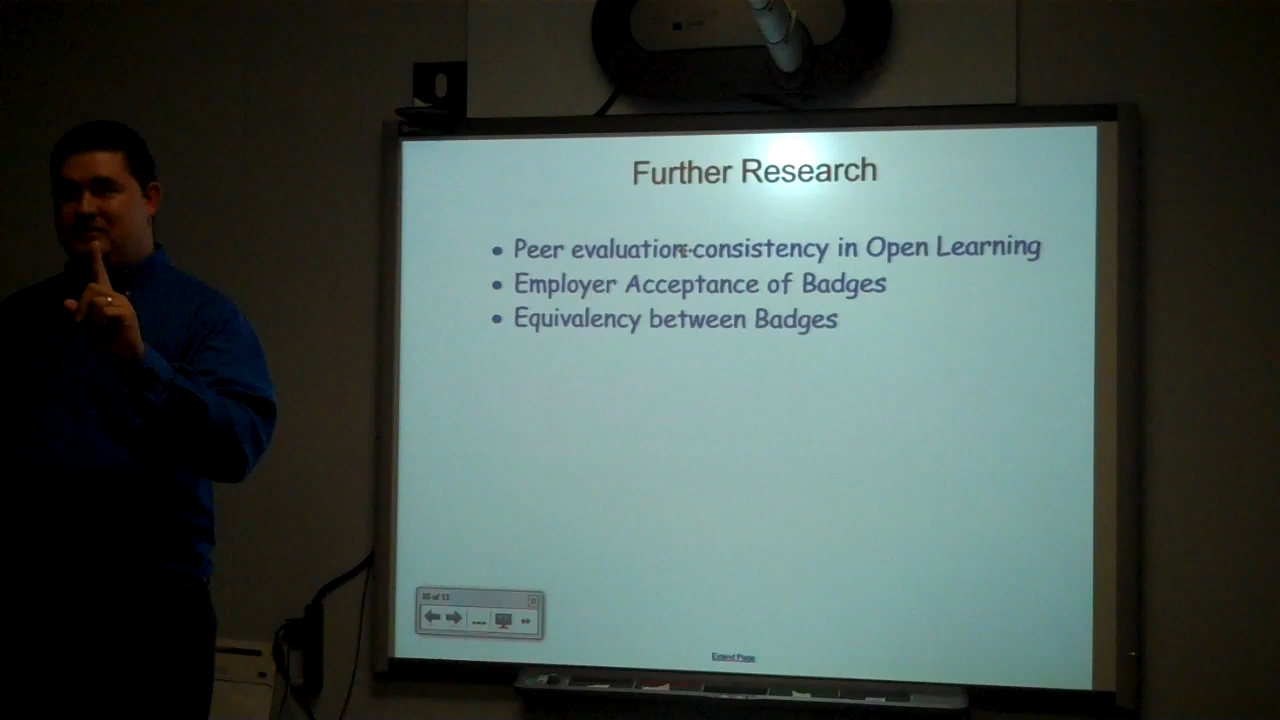 Further Research
• Peer evaluation consistency in Open Learning
• Employer Acceptance of Badges
• Equivalency between Badges
10 of 11
Extend Page